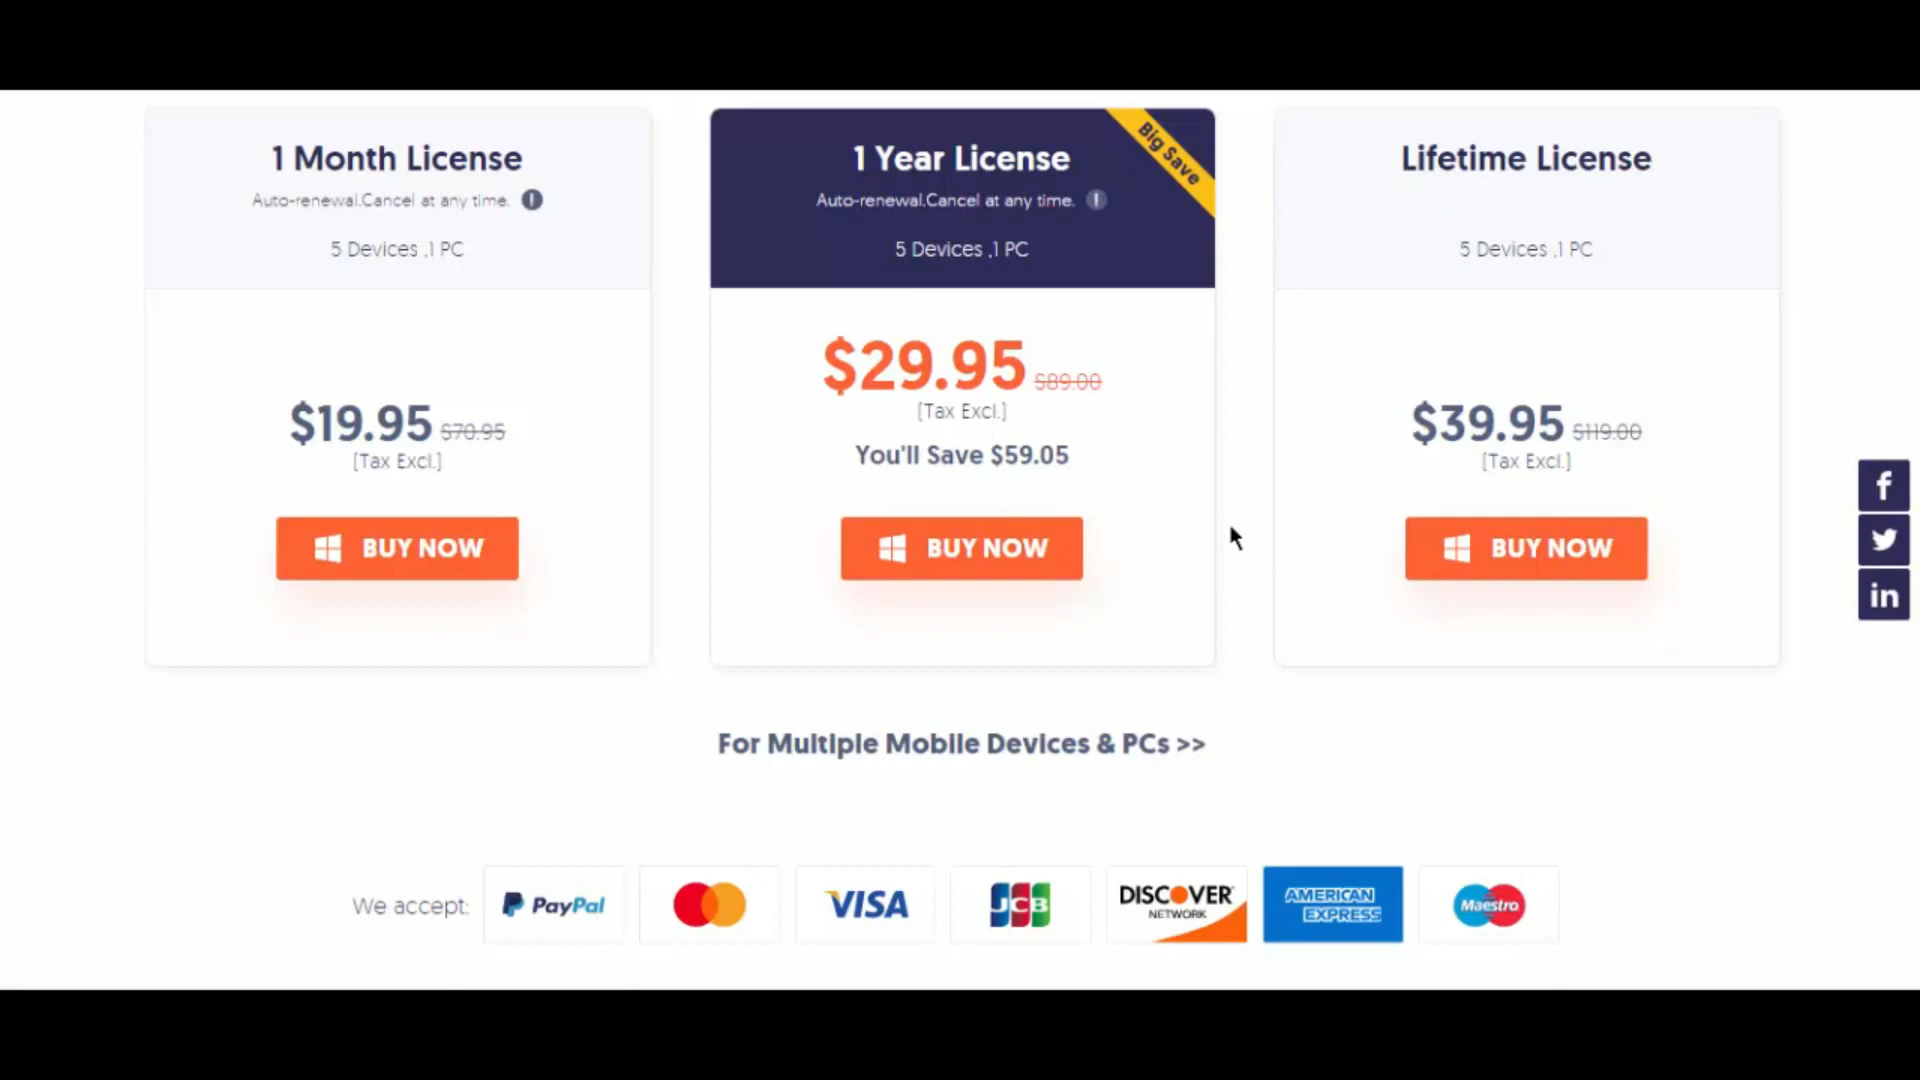 1 Month License
Auto-renewal.Cancel at any time.
5 Devices ,1 PC
$19.95 $70.95
[Tax Excl.]
BUY NOW
Big Save
1 Year License
Auto-renewal.Cancel at any time.
5 Devices ,1 PC
$29.95 $89.00
[Tax Excl.]
You'll Save $59.05
BUY NOW
Lifetime License
5 Devices ,1 PC
$39.95 $119.00
[Tax Excl.]
BUY NOW
f
in
For Multiple Mobile Devices & PCs >>
We accept:
PayPal
VISA
JCB
DISCOVER
NETWORK
AMERICAN
EXPRESS
Maestro